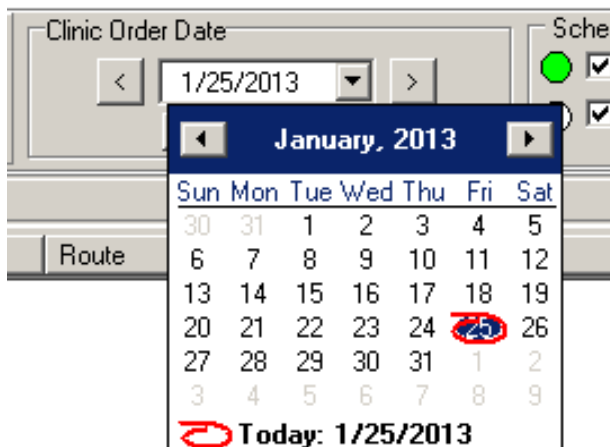 Clinic Order Date
Sche
< 1/25/2013 >
January, 2013
Sun Mon Tue Wed Thu Fri Sat
30 31 1 2 3 4 5
Route
6 7 8 9 10 11 12
13 14 15 16 17 18 19
20 21 22 23 24 25 26
27 28 29 30 31 1 2
3 4 5 6 7 8 9
Today: 1/25/2013